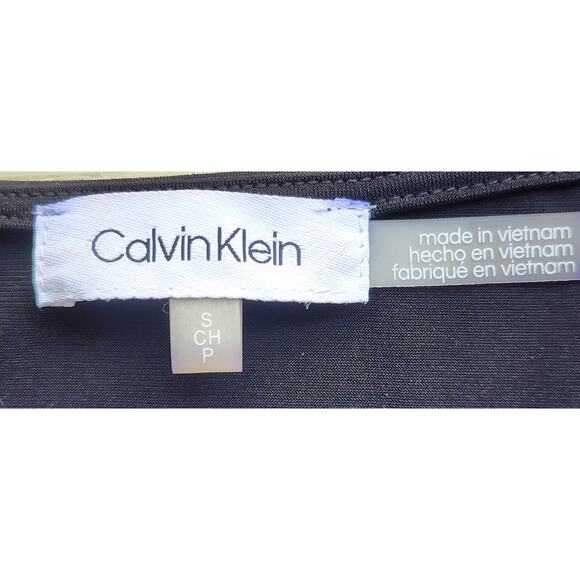 Calvin Klein
S
CH
P
made in vietnam
hecho en vietnam
fabriqué en vietnam